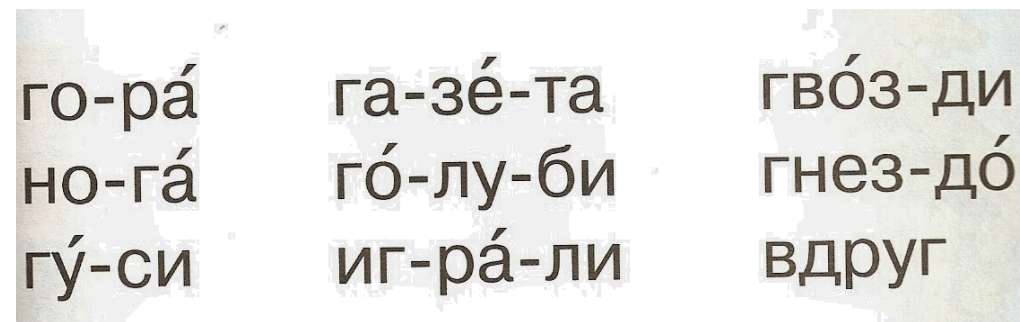 го-ра́ га-зе́-та гво́з-ди
но-га́ го́-лу-би гнез-до́
гу́-си иг-ра́-ли вдруг